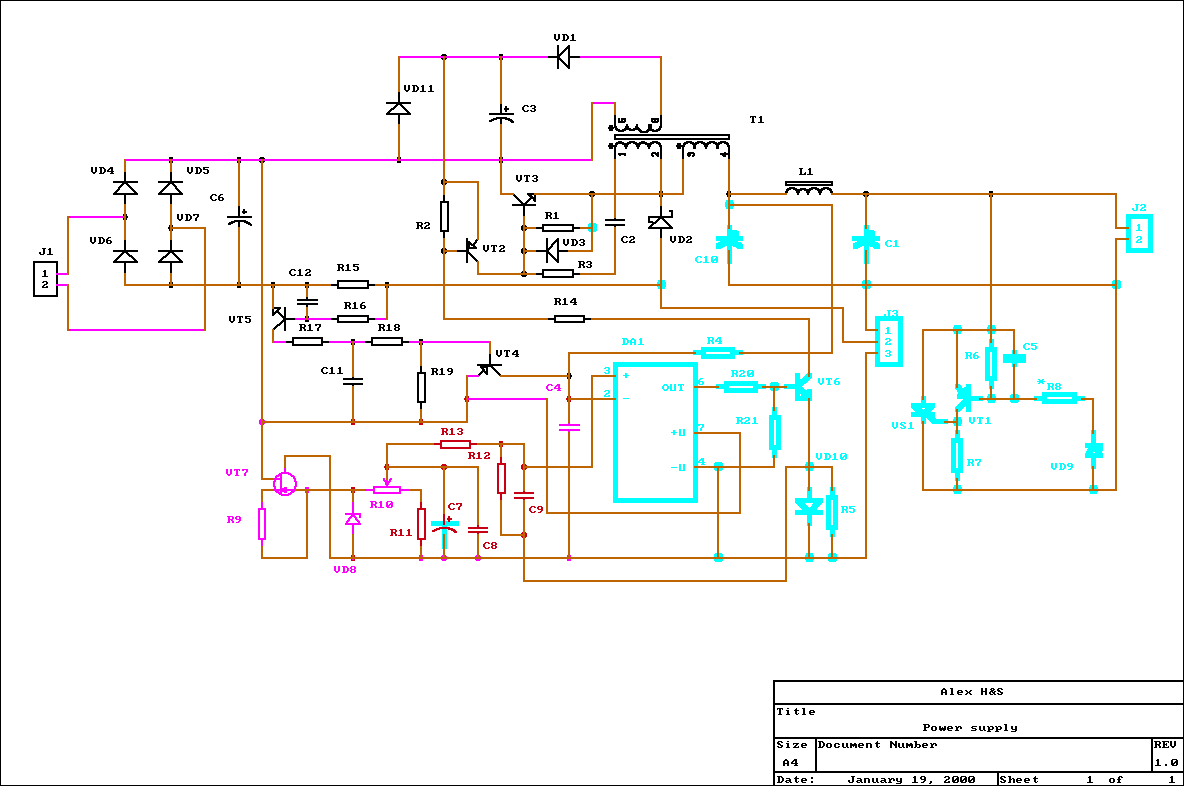 VD1
VD11
C3
T1
5 6
1 2 3 4
VD4
VD5
VT3
L1
C6
VD7
R1
J2
1
2
R2
VD6
VT2
VD3
C2
VD2
C1
J1
1
2
R3
C10
C12
R15
R16
R14
VT5
R17
R18
J3
1
2
3
DA1
R4
VT4
C5
R6
C11
R19
C4
3
+
2
-
OUT
6
R20
VT6
*R8
R21
VS1
VT1
+U
7
-U
4
R13
R12
VD10
R7
VD9
VT7
R10
R9
R11
C7
C9
R5
C8
VD8
Alex H&S
Title
Power supply
Size
Document Number
REV
A4
1.0
Date: January 19, 2000
Sheet 1 of 1